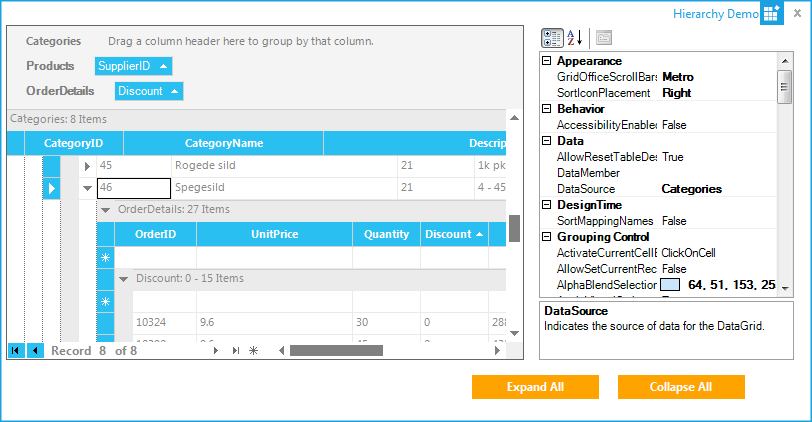 Hierarchy Demo
Categories Drag a column header here to group by that column.
Products SupplierID
OrderDetails Discount
Categories: 8 Items
CategoryID CategoryName Descrip
45 Rogede sild 21 1k pk
46 Spegesild 21 4 - 45
OrderDetails: 27 Items
OrderID UnitPrice Quantity Discount
Discount: 0 - 15 Items
10324 9.6 30 0 288
Record 8 of 8
Appearance
GridOfficeScrollBars Metro
SortIconPlacement Right
Behavior
AccessibilityEnabled False
Data
AllowResetTableDes True
DataMember
DataSource Categories
DesignTime
SortMappingNames False
Grouping Control
ActivateCurrentCellB ClickOnCell
AllowSetCurrentRec False
AlphaBlendSelection 64, 51, 153, 25
DataSource
Indicates the source of data for the DataGrid.
Expand All Collapse All